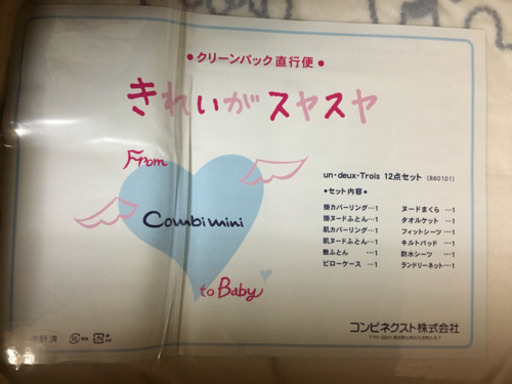 •クリーンパック直行便•
きれいがスヤスヤ
From
Combi mini
to Baby
un・deux・Trois 12点セット (860101)
•セット内容•
掛カバーリング…1
掛ヌードふとん…1
肌カバーリング…1
肌ヌードふとん…1
敷ふとん …1
ピローケース …1
ヌードまくら …1
タオルケット …1
フィットシーツ …1
キルトパッド …1
防水シーツ …1
ランドリーネット…1
コンビネクスト株式会社